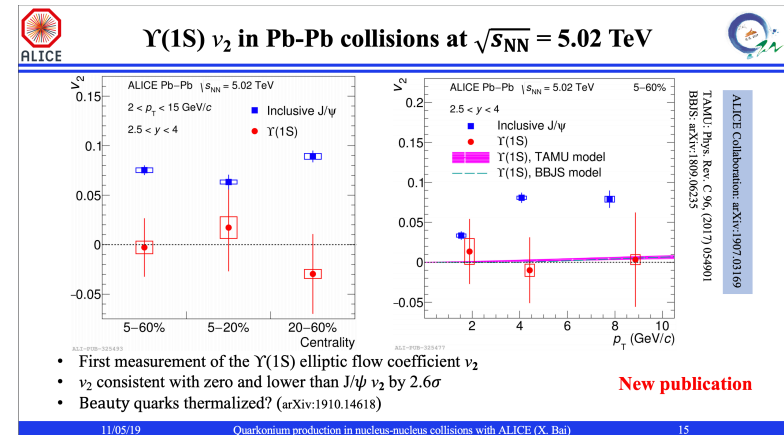 ALICE
ϒ(1S) v₂ in Pb-Pb collisions at √sNN = 5.02 TeV
v₂
ALICE Pb−Pb √sNN = 5.02 TeV
2 < pT < 15 GeV/c
2.5 < y < 4
Inclusive J/ψ
ϒ(1S)
0.15
0.1
0.05
0
−0.05
5−60%
5−20%
20−60%
Centrality
ALI-PUB-325493
v₂
ALICE Pb−Pb √sNN = 5.02 TeV
5−60%
2.5 < y < 4
Inclusive J/ψ
ϒ(1S)
ϒ(1S), TAMU model
ϒ(1S), BBJS model
0.2
0.15
0.1
0.05
0
−0.05
2
4
6
8
10
pT (GeV/c)
ALI-PUB-325477
ALICE Collaboration: arXiv:1907.03169
TAMU: Phys. Rev. C 96, (2017) 054901
BBJS: arXiv:1809.06235
• First measurement of the ϒ(1S) elliptic flow coefficient v₂
• v₂ consistent with zero and lower than J/ψ v₂ by 2.6σ
• Beauty quarks thermalized? (arXiv:1910.14618)
New publication
11/05/19
Quarkonium production in nucleus-nucleus collisions with ALICE (X. Bai)
15